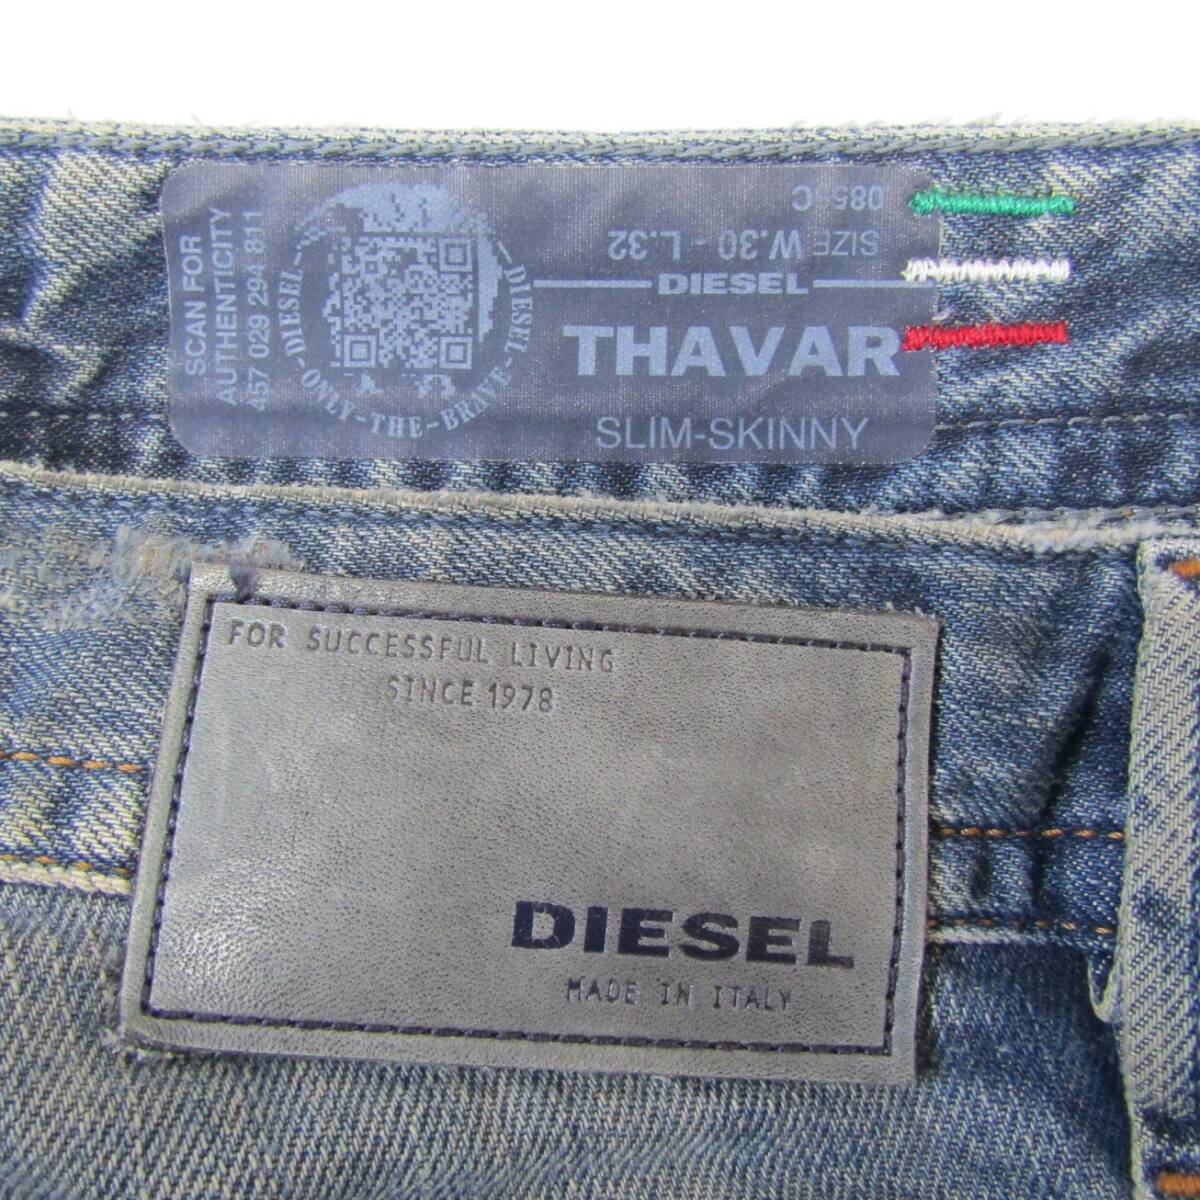 SCAN FOR
AUTHENTICITY
457 029 294 811
DIESEL
DIESEL
ONLY-THE-BRAVE
SIZE W.30 - L.32
DIESEL
THAVAR
SLIM-SKINNY
FOR SUCCESSFUL LIVING
SINCE 1978
DIESEL
MADE IN ITALY